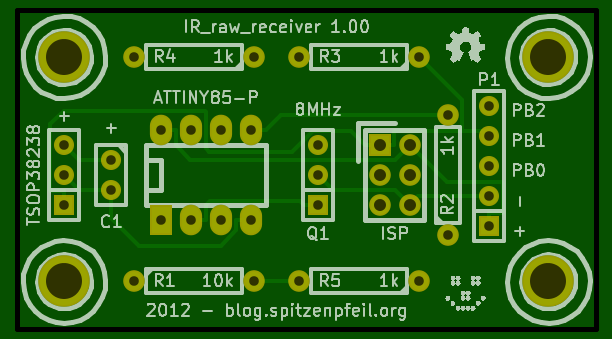 IR_raw_receiver 1.00
R4 1k
R3 1k
P1
ATTINY85-P
8MHz
PB2
PB1
PB0
–
+
+
TSOP38238
+
C1
Q1
ISP
1k
R2
R1 10k
R5 1k
2012 – blog.spitzenpfeil.org